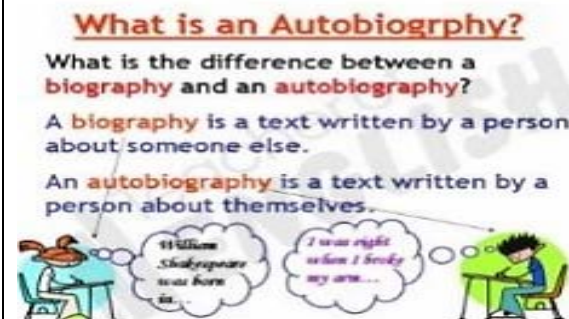 What is an Autobiogrphy?
What is the difference between a
biography and an autobiography?
A biography is a text written by a person
about someone else.
An autobiography is a text written by a
person about themselves.
William
Shakespeare
was born
in...
I was eight
when I broke
my arm...
ENGLISH